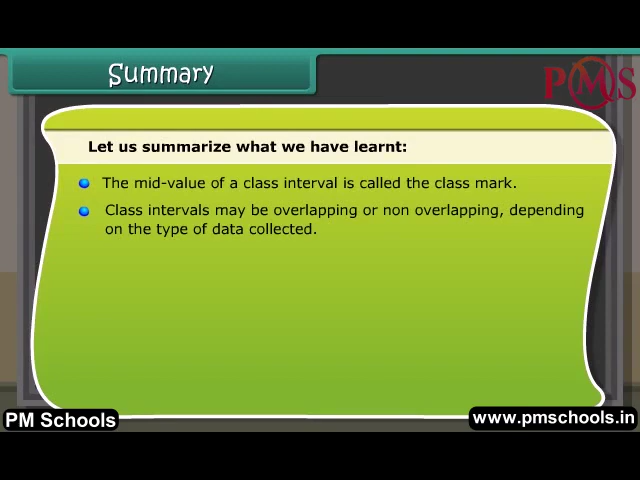 Summary
PMS
Let us summarize what we have learnt:
The mid-value of a class interval is called the class mark.
Class intervals may be overlapping or non overlapping, depending
on the type of data collected.
PM Schools
www.pmschools.in